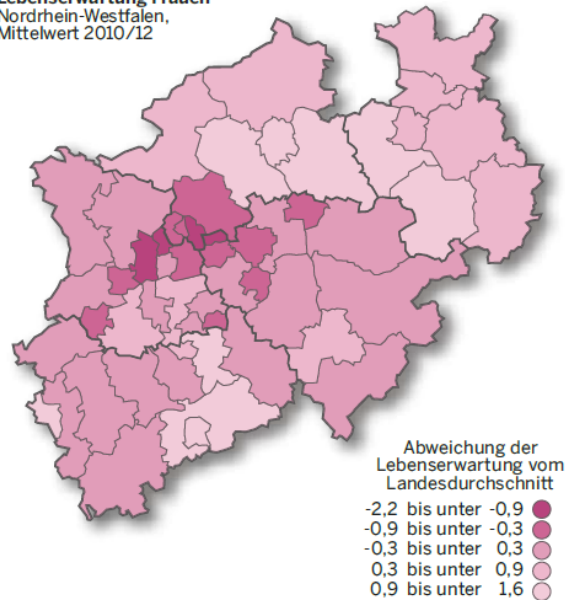 Lebenserwartung Frauen
Nordrhein-Westfalen,
Mittelwert 2010/12
Abweichung der
Lebenserwartung vom
Landesdurchschnitt
-2,2 bis unter -0,9
-0,9 bis unter -0,3
-0,3 bis unter 0,3
0,3 bis unter 0,9
0,9 bis unter 1,6